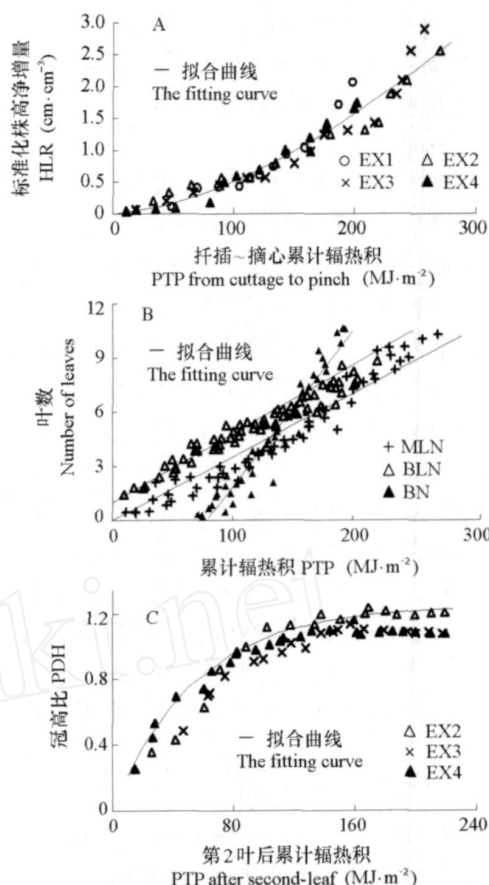 A
3.0
2.5
2.0
1.5
1.0
0.5
0
标准化株高净增量
HLR (cm·cm⁻³)
— 拟合曲线
The fitting curve
○ EX1 △ EX2
× EX3 ▲ EX4
0 100 200 300
扦插~摘心累计辐热积
PTP from cuttage to pinch (MJ·m⁻²)
B
12
9
6
3
0
叶数
Number of leaves
— 拟合曲线
The fitting curve
+ MLN
△ BLN
▲ BN
0 100 200 300
累计辐热积 PTP (MJ·m⁻²)
C
1.2
0.8
0.4
0
冠高比 PDH
— 拟合曲线
The fitting curve
△ EX2
× EX3
▲ EX4
0 80 160 240
第2叶后累计辐热积
PTP after second-leaf (MJ·m⁻²)